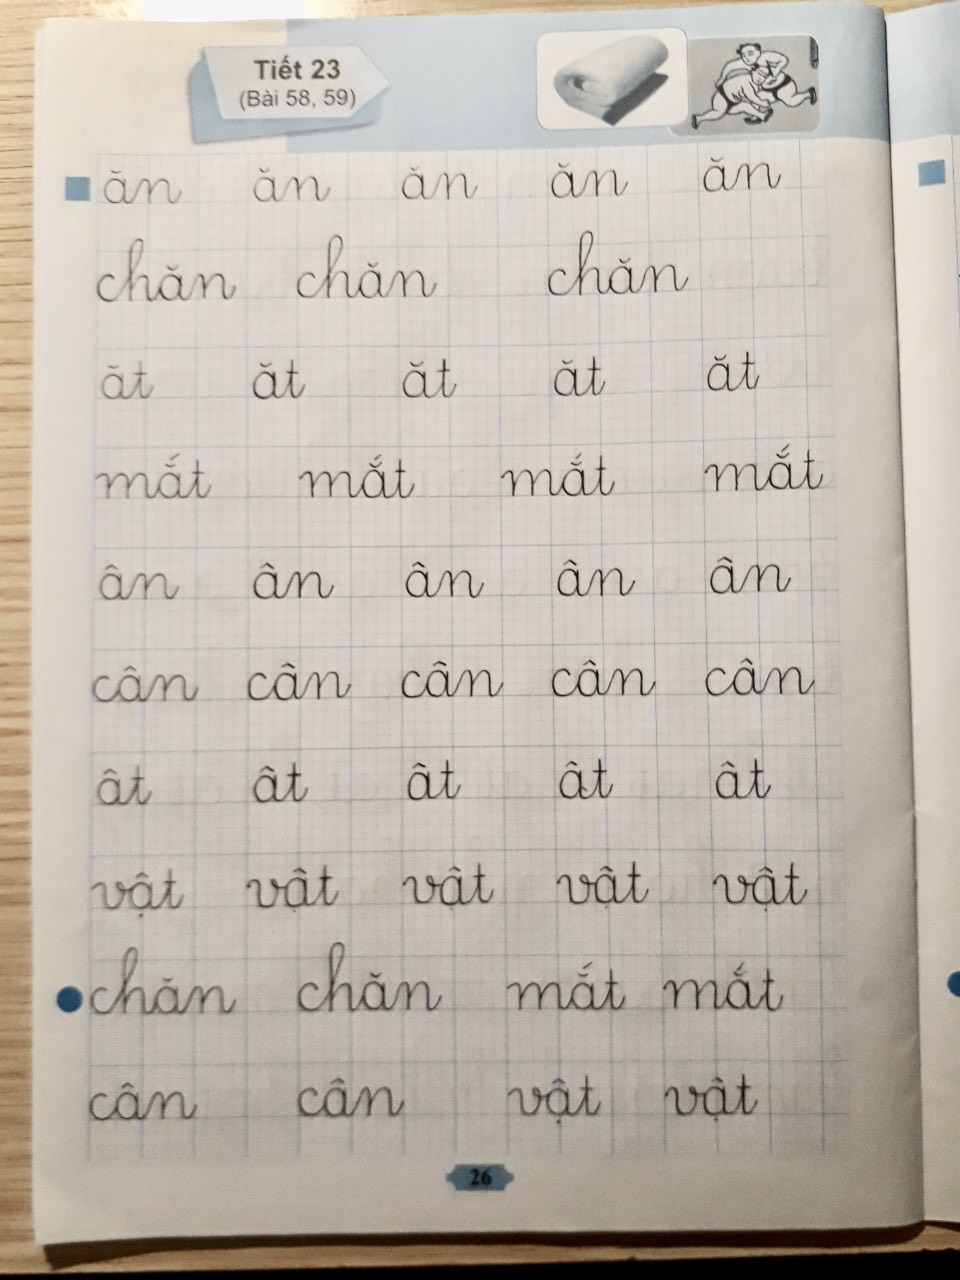 Tiết 23
(Bài 58, 59)
ăn ăn ăn ăn ăn
chăn chăn chăn
ăt ăt ăt ăt ăt
mắt mắt mắt mắt
ân ân ân ân ân
cân cân cân cân cân
ât ât ât ât ât
vật vật vật vật vật
chăn chăn mắt mắt
cân cân vật vật
26